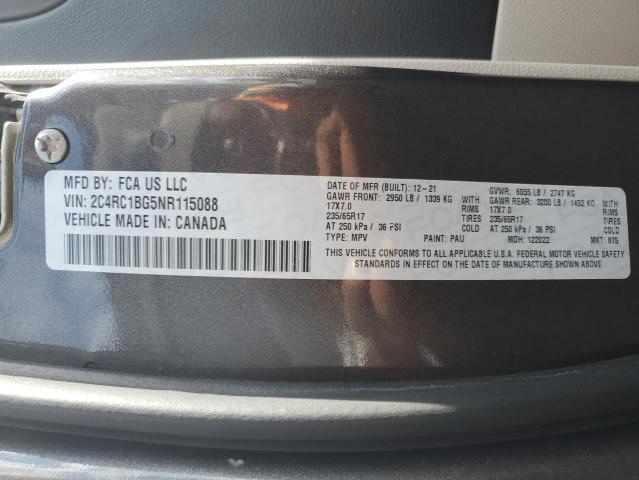 MFD BY: FCA US LLC
VIN: 2C4RC1BG5NR115088
VEHICLE MADE IN: CANADA
DATE OF MFR (BUILT): 12-21 GVWR: 6055 LB / 2747 KG
GAWR FRONT: 2950 LB / 1339 KG WITH GAWR REAR: 3200 LB / 1452 KG WITH
17X7.0 RIMS 17X7.0 RIMS
235/65R17 TIRES 235/65R17 TIRES
AT 250 kPa / 36 PSI COLD AT 250 kPa / 36 PSI COLD
TYPE: MPV PAINT: PAU MDH: 122022 MKT: 875
THIS VEHICLE CONFORMS TO ALL APPLICABLE U.S.A. FEDERAL MOTOR VEHICLE SAFETY
STANDARDS IN EFFECT ON THE DATE OF MANUFACTURE SHOWN ABOVE